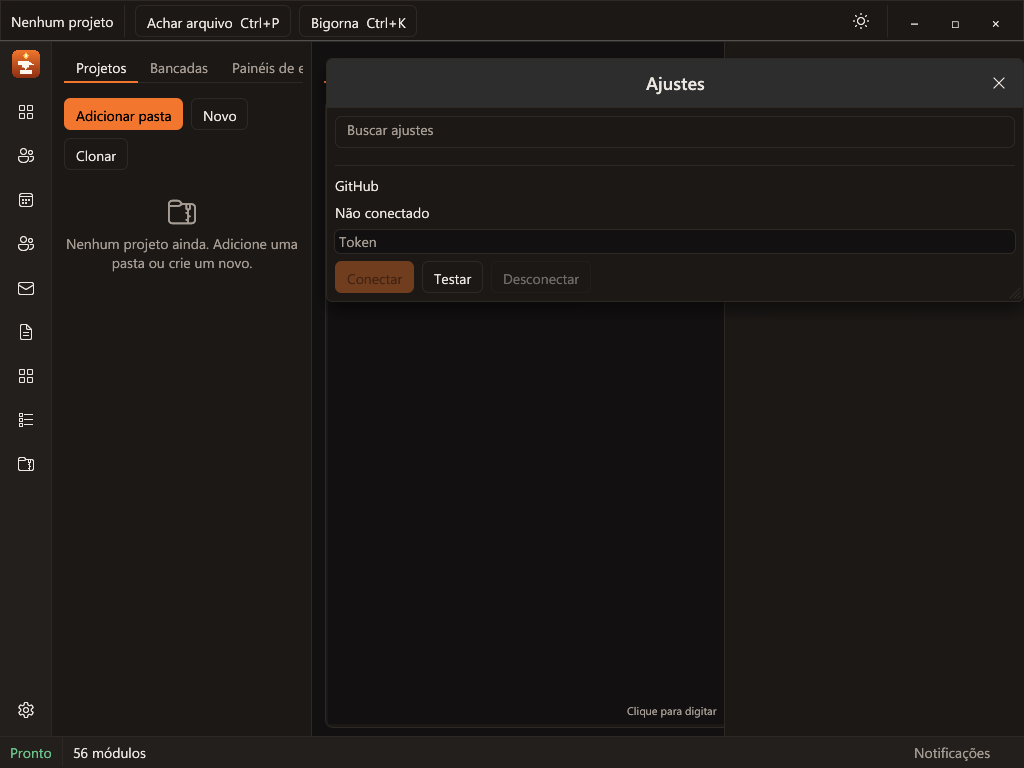 Nenhum projeto
Achar arquivo Ctrl+P
Bigorna Ctrl+K
Projetos
Bancadas
Painéis de e
Adicionar pasta
Novo
Clonar
Nenhum projeto ainda. Adicione uma
pasta ou crie um novo.
Ajustes
Buscar ajustes
GitHub
Não conectado
Token
Conectar
Testar
Desconectar
Clique para digitar
Pronto
56 módulos
Notificações